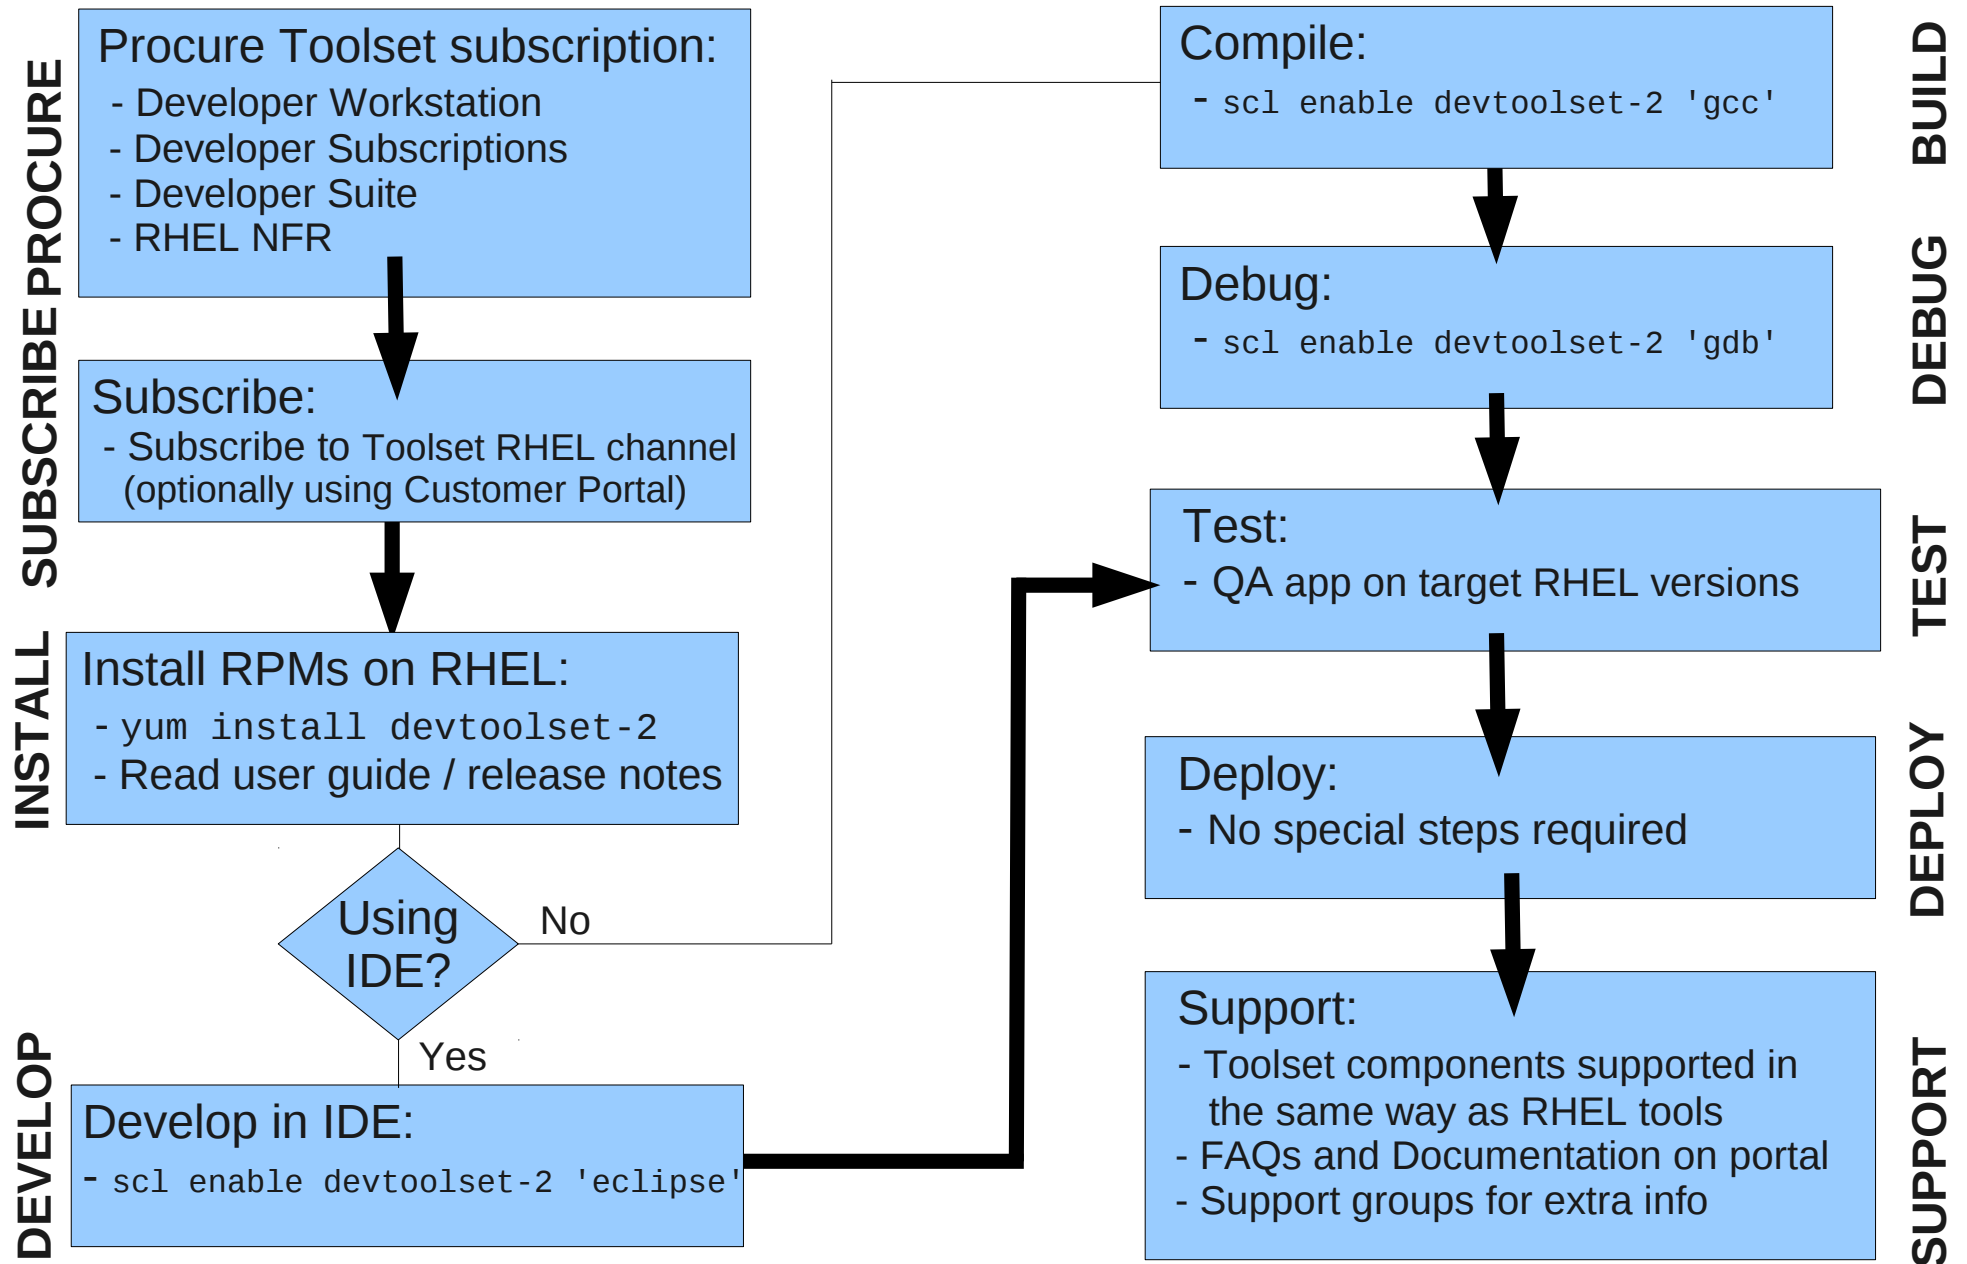 PROCURE
Procure Toolset subscription:
- Developer Workstation
- Developer Subscriptions
- Developer Suite
- RHEL NFR
SUBSCRIBE
Subscribe:
- Subscribe to Toolset RHEL channel
(optionally using Customer Portal)
INSTALL
Install RPMs on RHEL:
- yum install devtoolset-2
- Read user guide / release notes
Using
IDE?
No
Yes
DEVELOP
Develop in IDE:
- scl enable devtoolset-2 'eclipse'
BUILD
Compile:
- scl enable devtoolset-2 'gcc'
DEBUG
Debug:
- scl enable devtoolset-2 'gdb'
TEST
Test:
- QA app on target RHEL versions
DEPLOY
Deploy:
- No special steps required
SUPPORT
Support:
- Toolset components supported in
the same way as RHEL tools
- FAQs and Documentation on portal
- Support groups for extra info